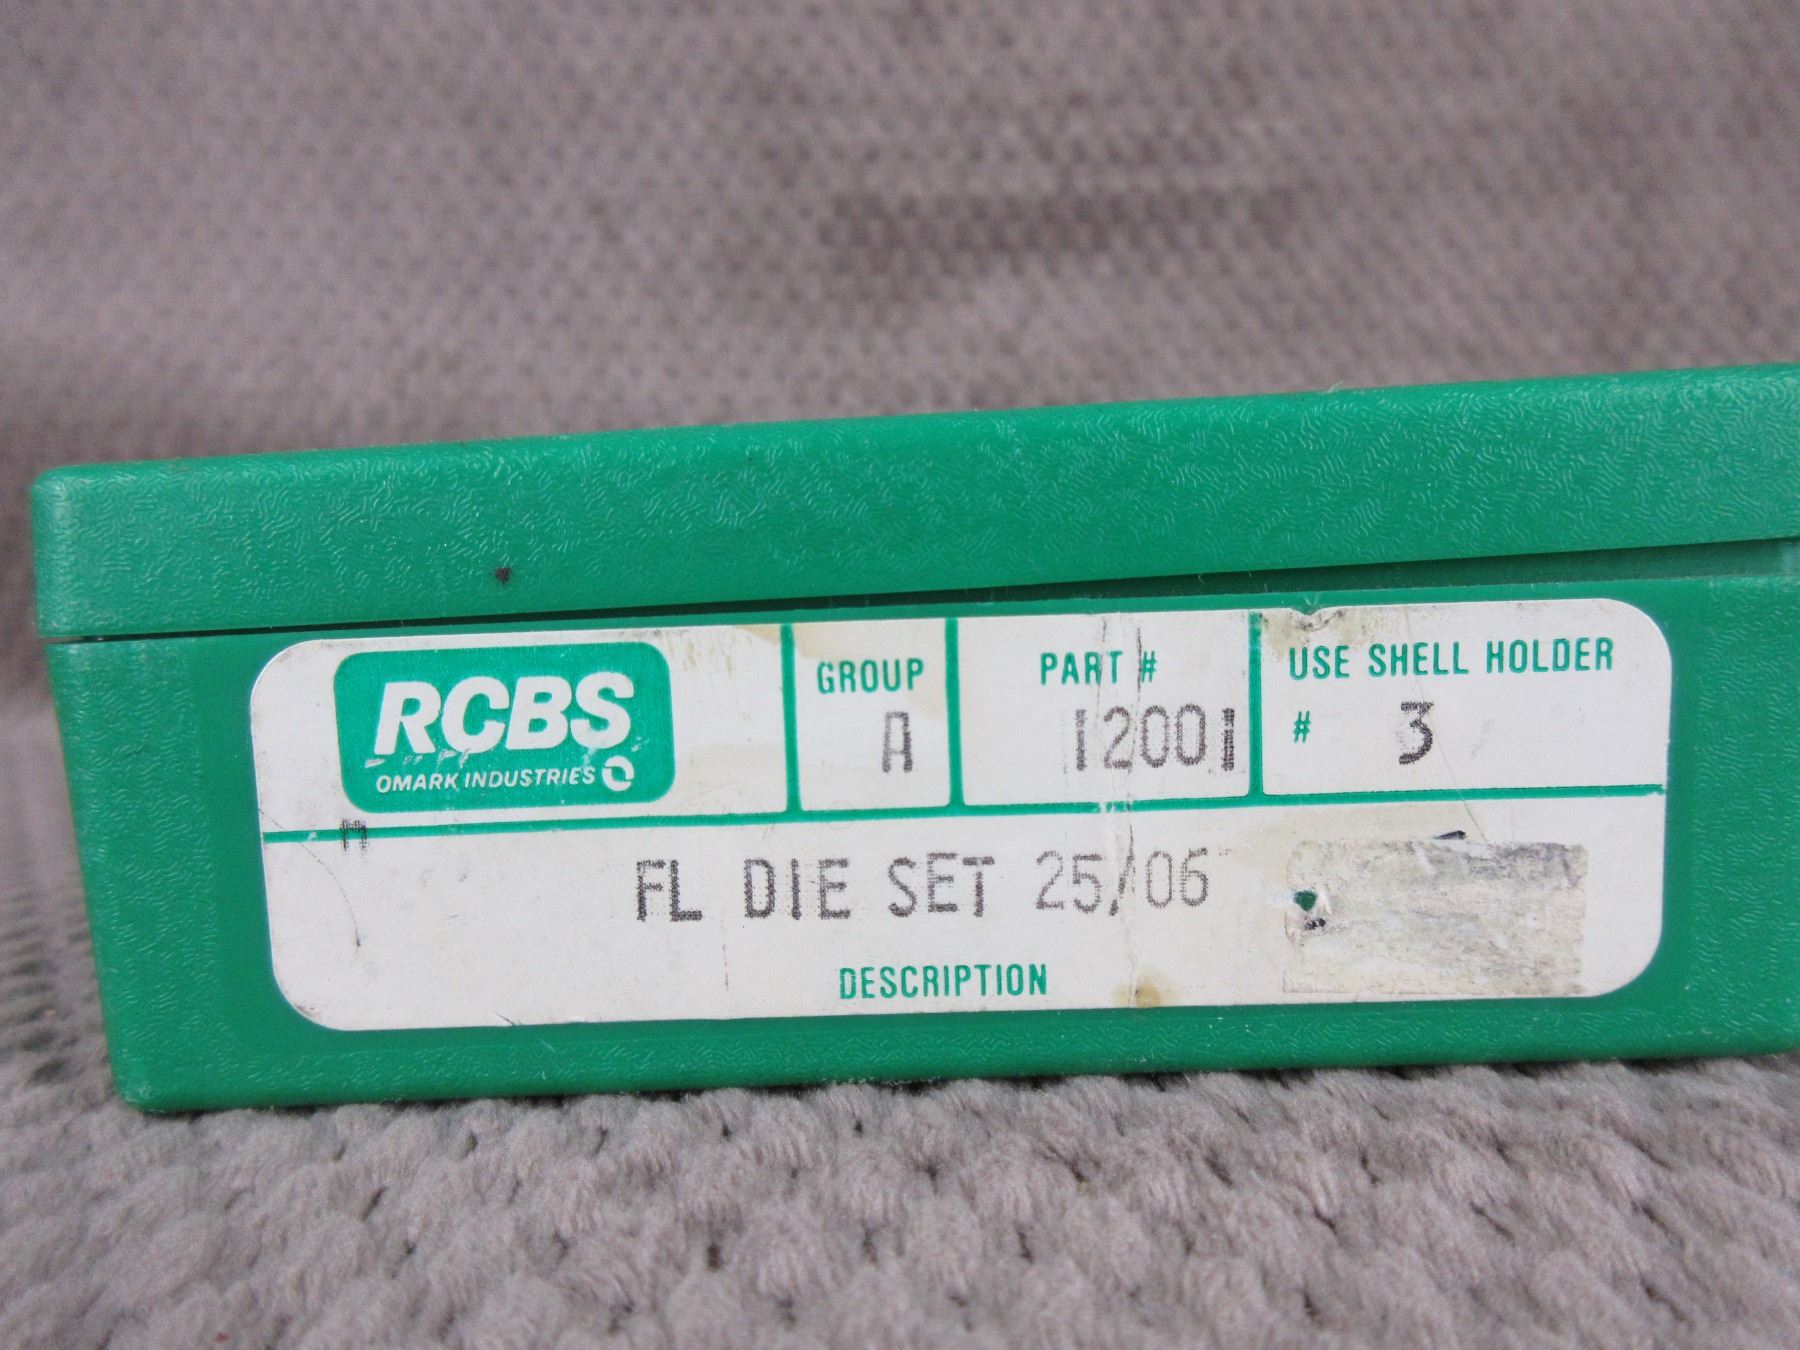 RCBS
OMARK INDUSTRIES
GROUP
A
PART #
12001
USE SHELL HOLDER
# 3
M
FL DIE SET 25/06
DESCRIPTION